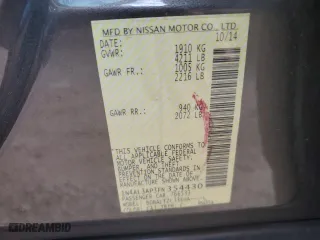 MFD BY NISSAN MOTOR CO., LTD.
DATE: 10/14
GVWR: 1910 KG
4211 LB
GAWR FR: 1005 KG
2216 LB
GAWR RR: 940 KG
2072 LB
THIS VEHICLE CONFORMS TO
ALL APPLICABLE FEDERAL
MOTOR VEHICLE SAFETY,
BUMPER, AND THEFT
PREVENTION STANDARDS IN
EFFECT ON THE DATE OF
MANUFACTURE SHOWN ABOVE.
1N4AL3AP1FN354430
PASSENGER CAR
DREAMBID